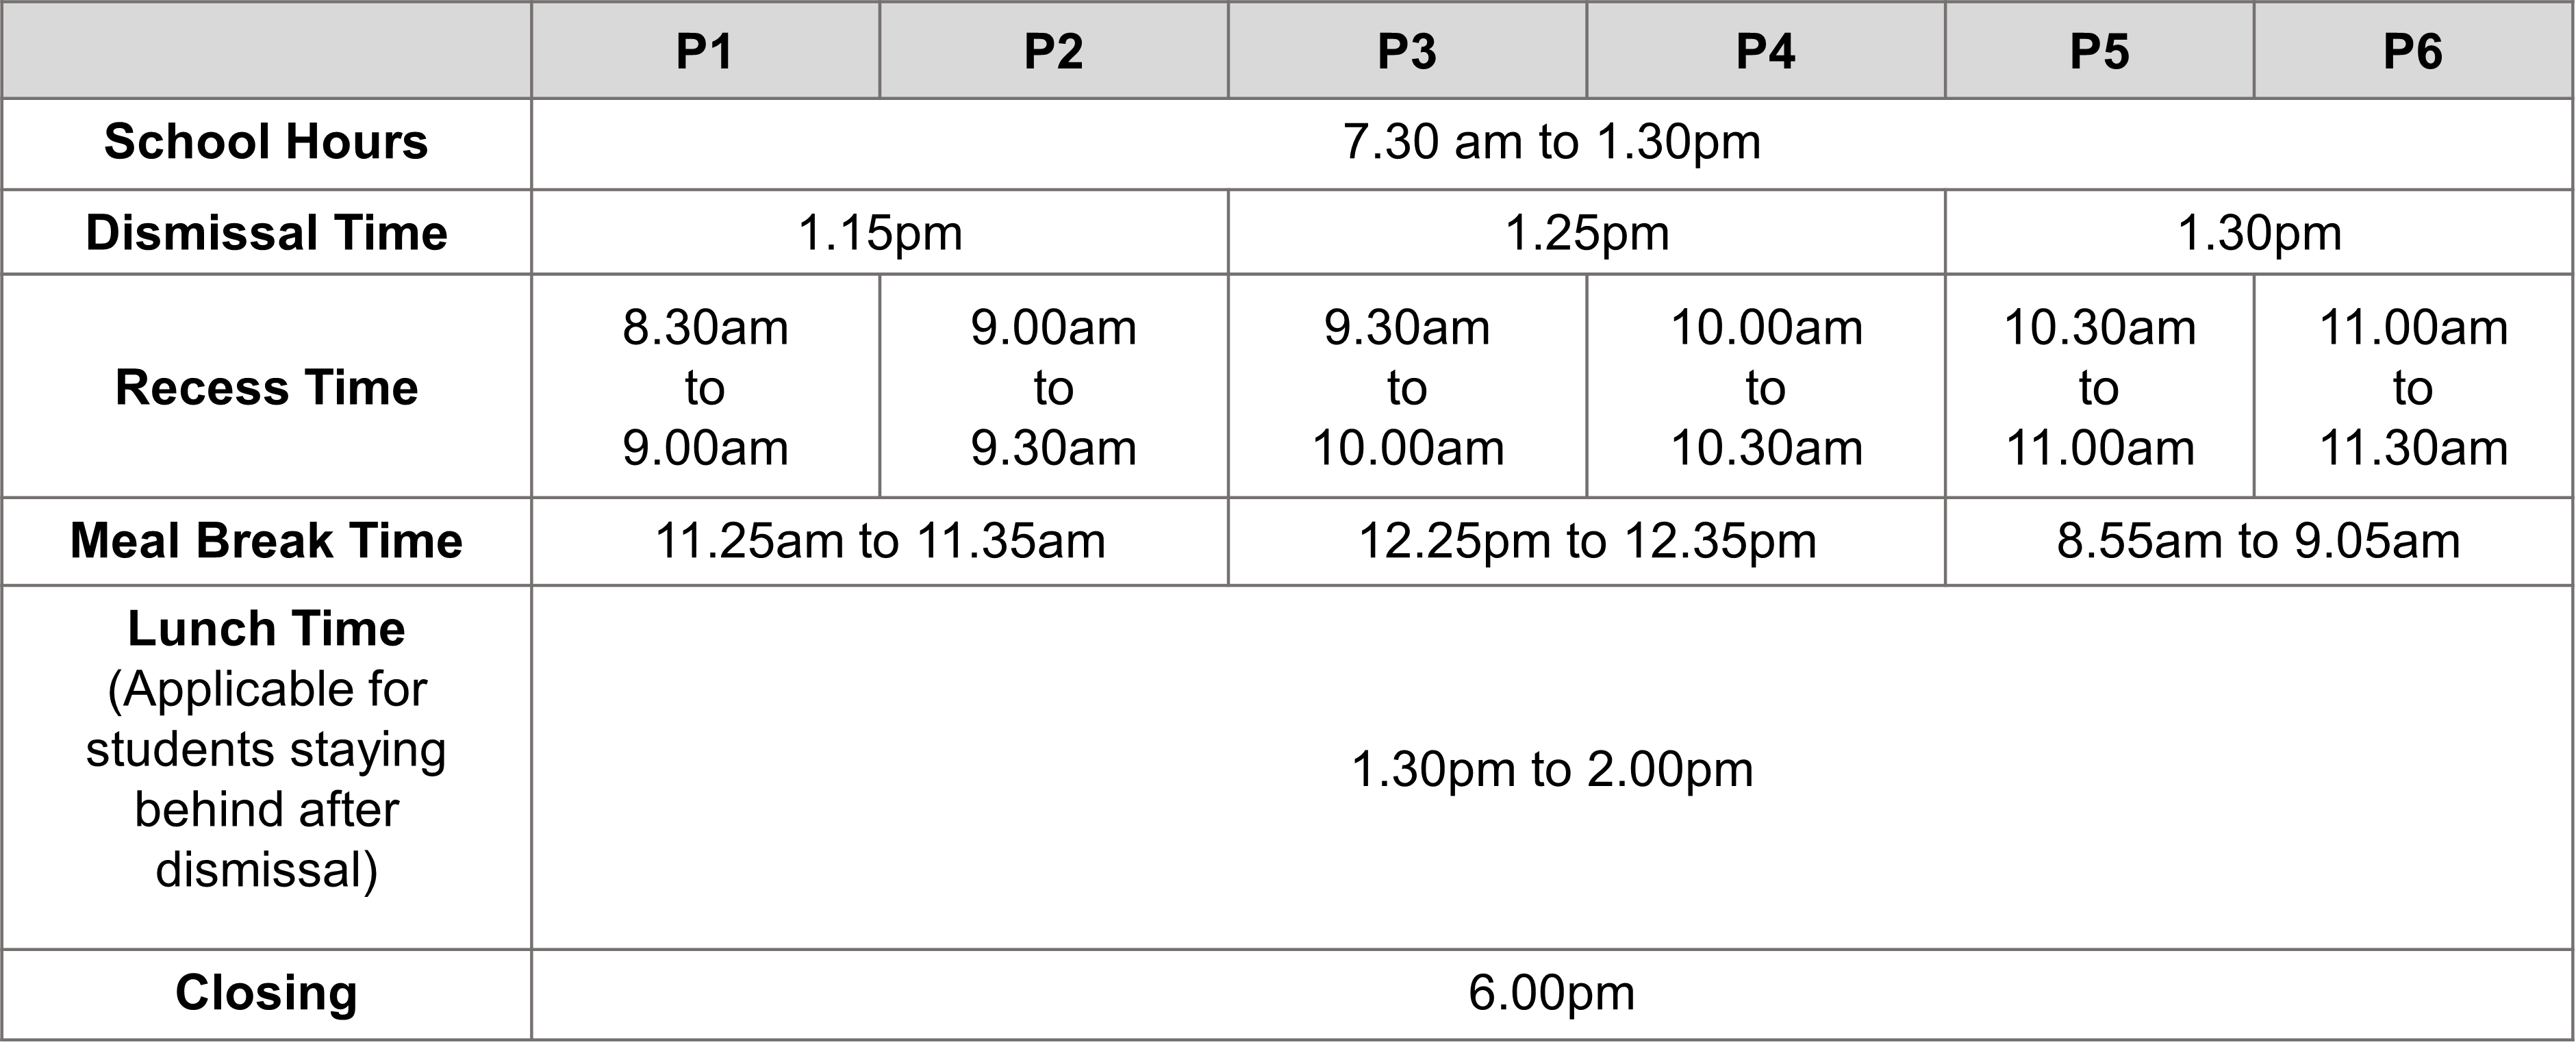 P1 P2 P3 P4 P5 P6
School Hours 7.30 am to 1.30pm
Dismissal Time 1.15pm 1.25pm 1.30pm
Recess Time
8.30am
to
9.00am
9.00am
to
9.30am
9.30am
to
10.00am
10.00am
to
10.30am
10.30am
to
11.00am
11.00am
to
11.30am
Meal Break Time 11.25am to 11.35am 12.25pm to 12.35pm 8.55am to 9.05am
Lunch Time
(Applicable for
students staying
behind after
dismissal)
1.30pm to 2.00pm
Closing 6.00pm